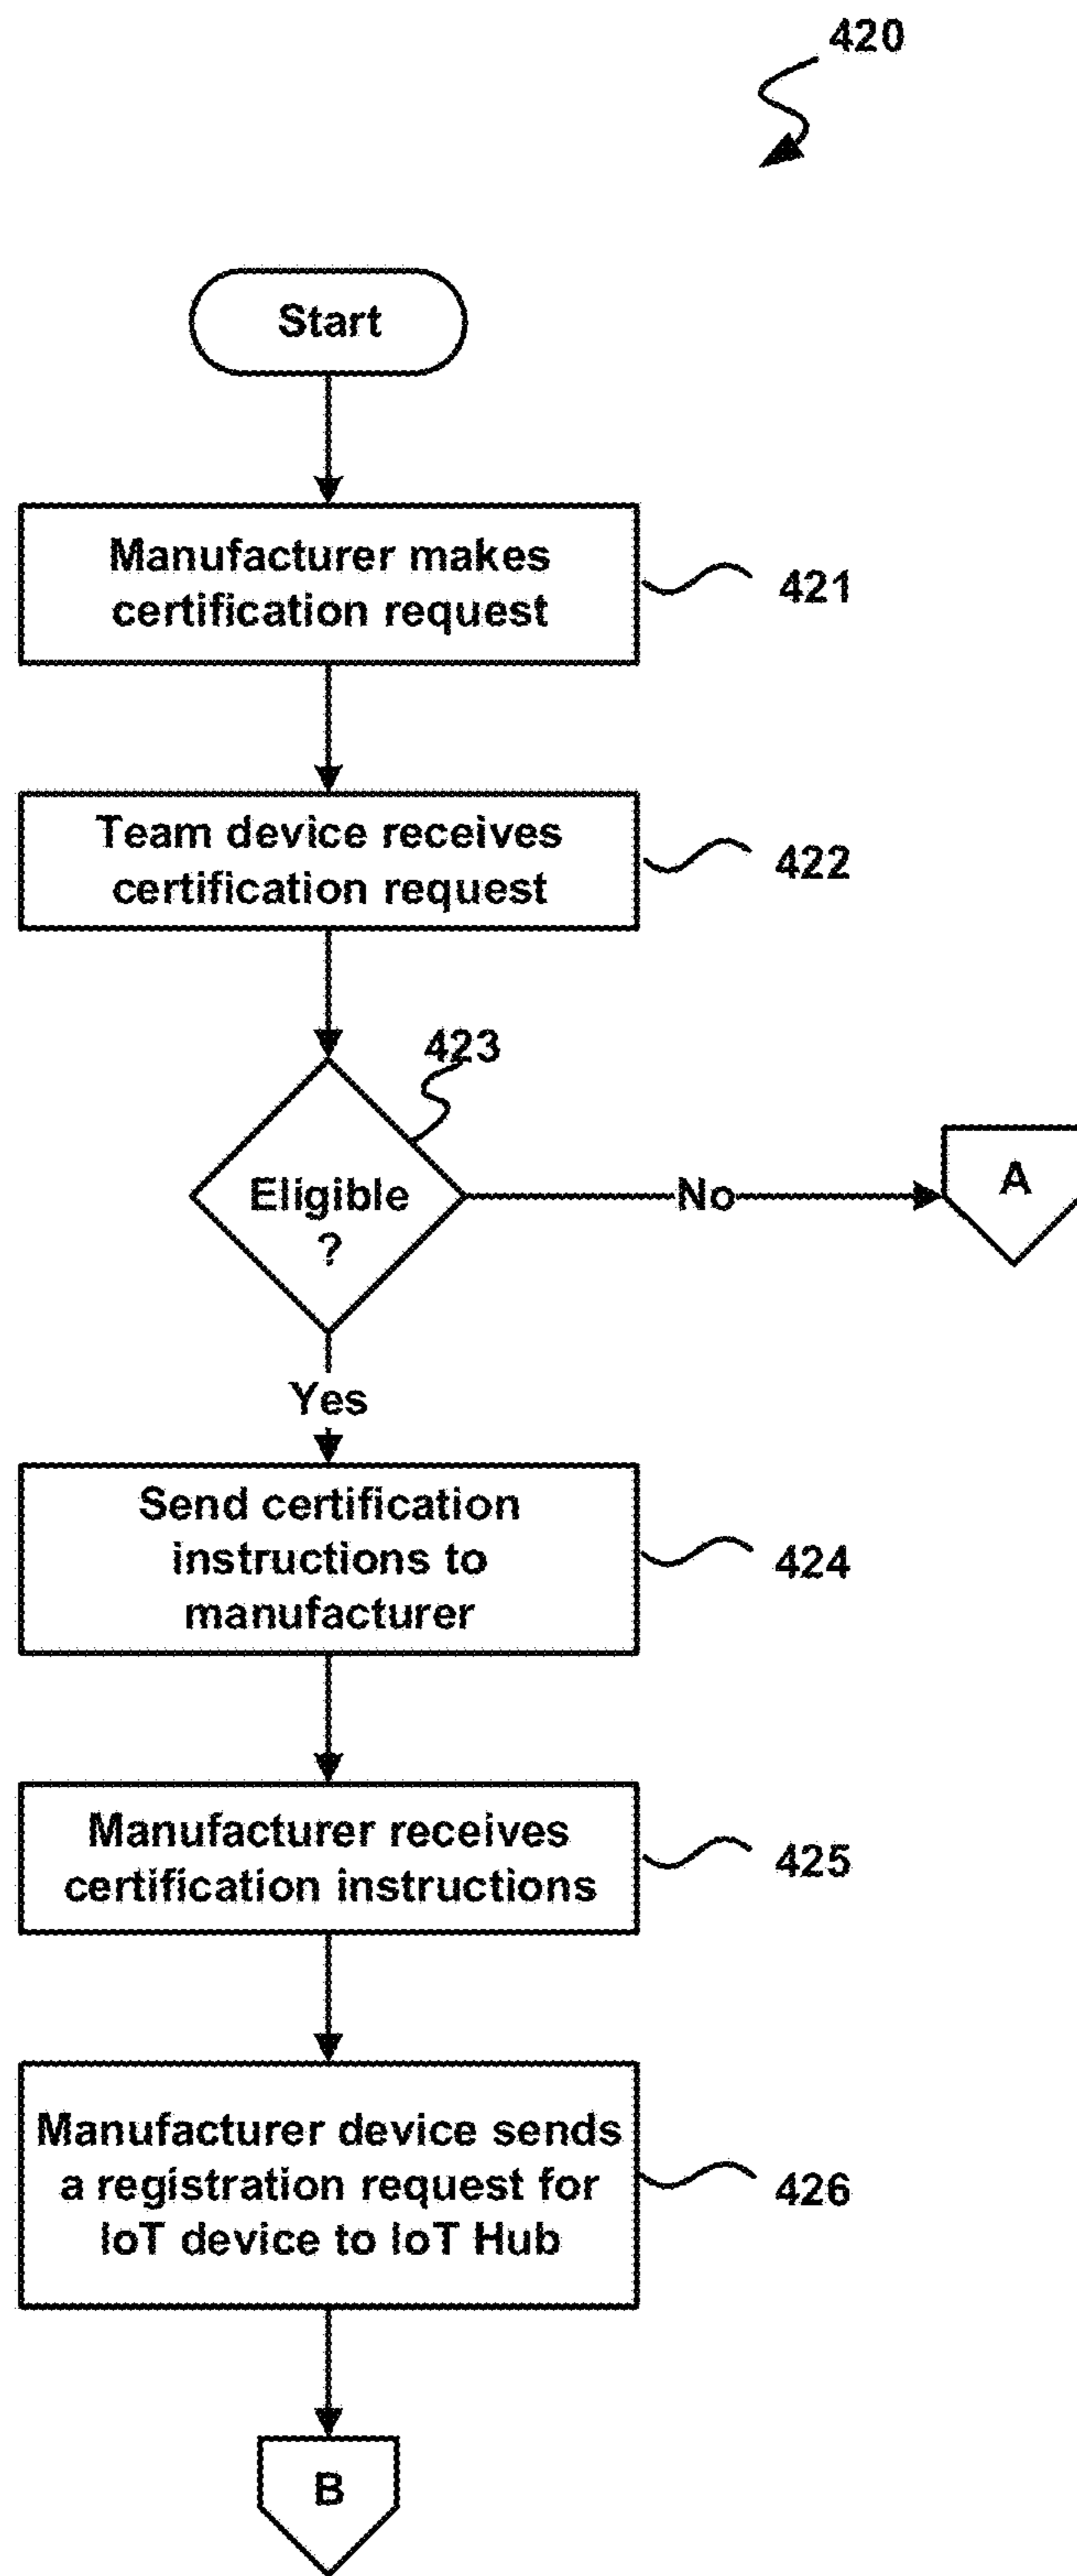 420
Start
Manufacturer makes
certification request
421
Team device receives
certification request
422
423
Eligible
?
No
A
Yes
Send certification
instructions to
manufacturer
424
Manufacturer receives
certification instructions
425
Manufacturer device sends
a registration request for
IoT device to IoT Hub
426
B